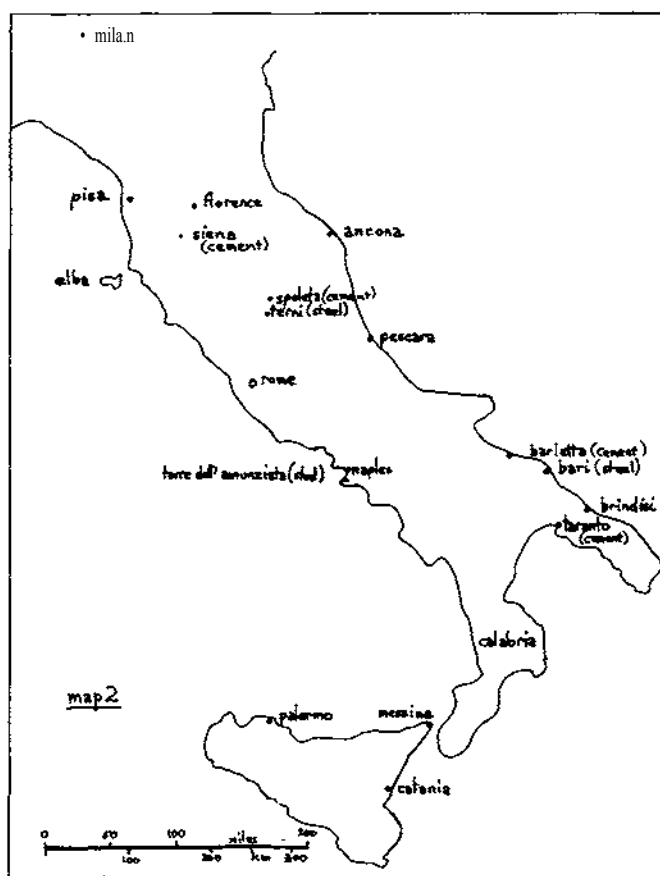 mila.n
pisa
florence
siena
(cement)
ancona
elba
spoleto (cement)
terni (steel)
pescara
rome
barletta (cement)
torre dell' annunziata (steel)
naples
bari (steel)
brindisi
taranto
(cement)
calabria
map 2
palermo
messina
catania
0 50 100 miles 200
100 200 km 300